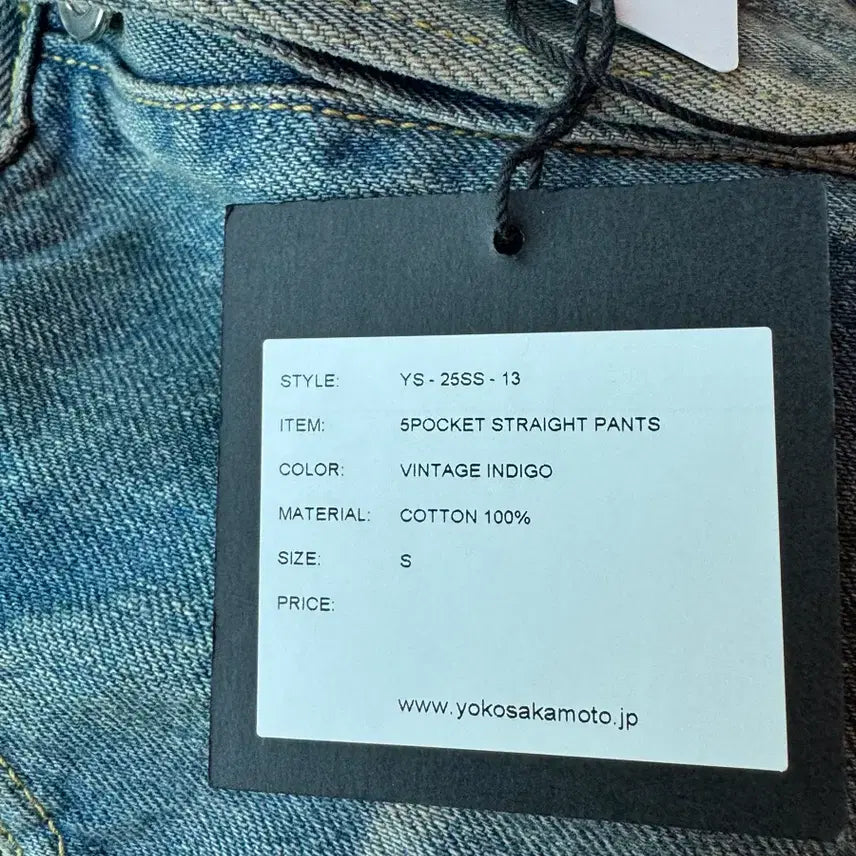 STYLE: YS - 25SS - 13
ITEM: 5POCKET STRAIGHT PANTS
COLOR: VINTAGE INDIGO
MATERIAL: COTTON 100%
SIZE: S
PRICE:
www.yokosakamoto.jp